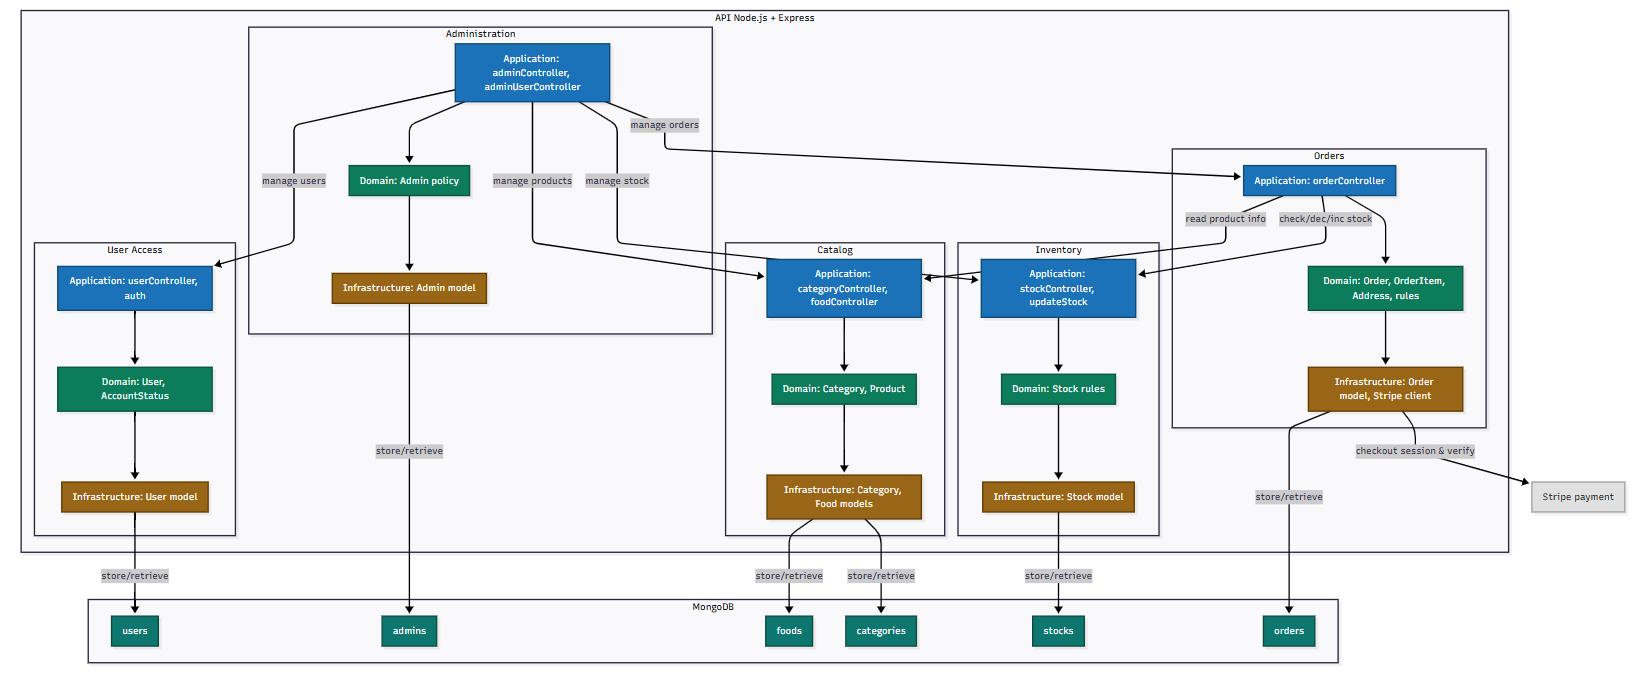 API Node.js + Express
Administration
Application:
adminController,
adminUserController
manage orders
manage users
Domain: Admin policy
manage products
manage stock
Infrastructure: Admin model
store/retrieve
User Access
Application: userController,
auth
Domain: User,
AccountStatus
Infrastructure: User model
store/retrieve
Catalog
Application:
categoryController,
foodController
Domain: Category, Product
Infrastructure: Category,
Food models
store/retrieve
store/retrieve
Inventory
Application:
stockController,
updateStock
Domain: Stock rules
Infrastructure: Stock model
store/retrieve
Orders
Application: orderController
read product info
check/dec/inc stock
Domain: Order, OrderItem,
Address, rules
Infrastructure: Order
model, Stripe client
checkout session & verify
store/retrieve
Stripe payment
MongoDB
users
admins
foods
categories
stocks
orders